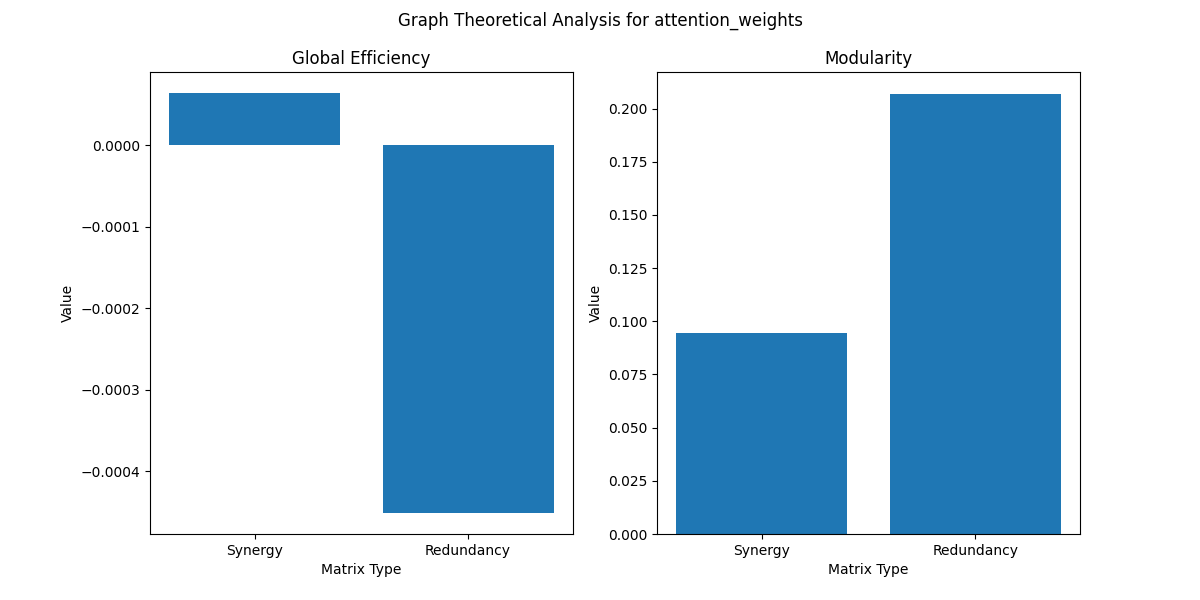 Graph Theoretical Analysis for attention_weights
Global Efficiency
0.0000
−0.0001
−0.0002
−0.0003
−0.0004
Value
Synergy
Redundancy
Matrix Type
Modularity
0.200
0.175
0.150
0.125
0.100
0.075
0.050
0.025
0.000
Value
Synergy
Redundancy
Matrix Type